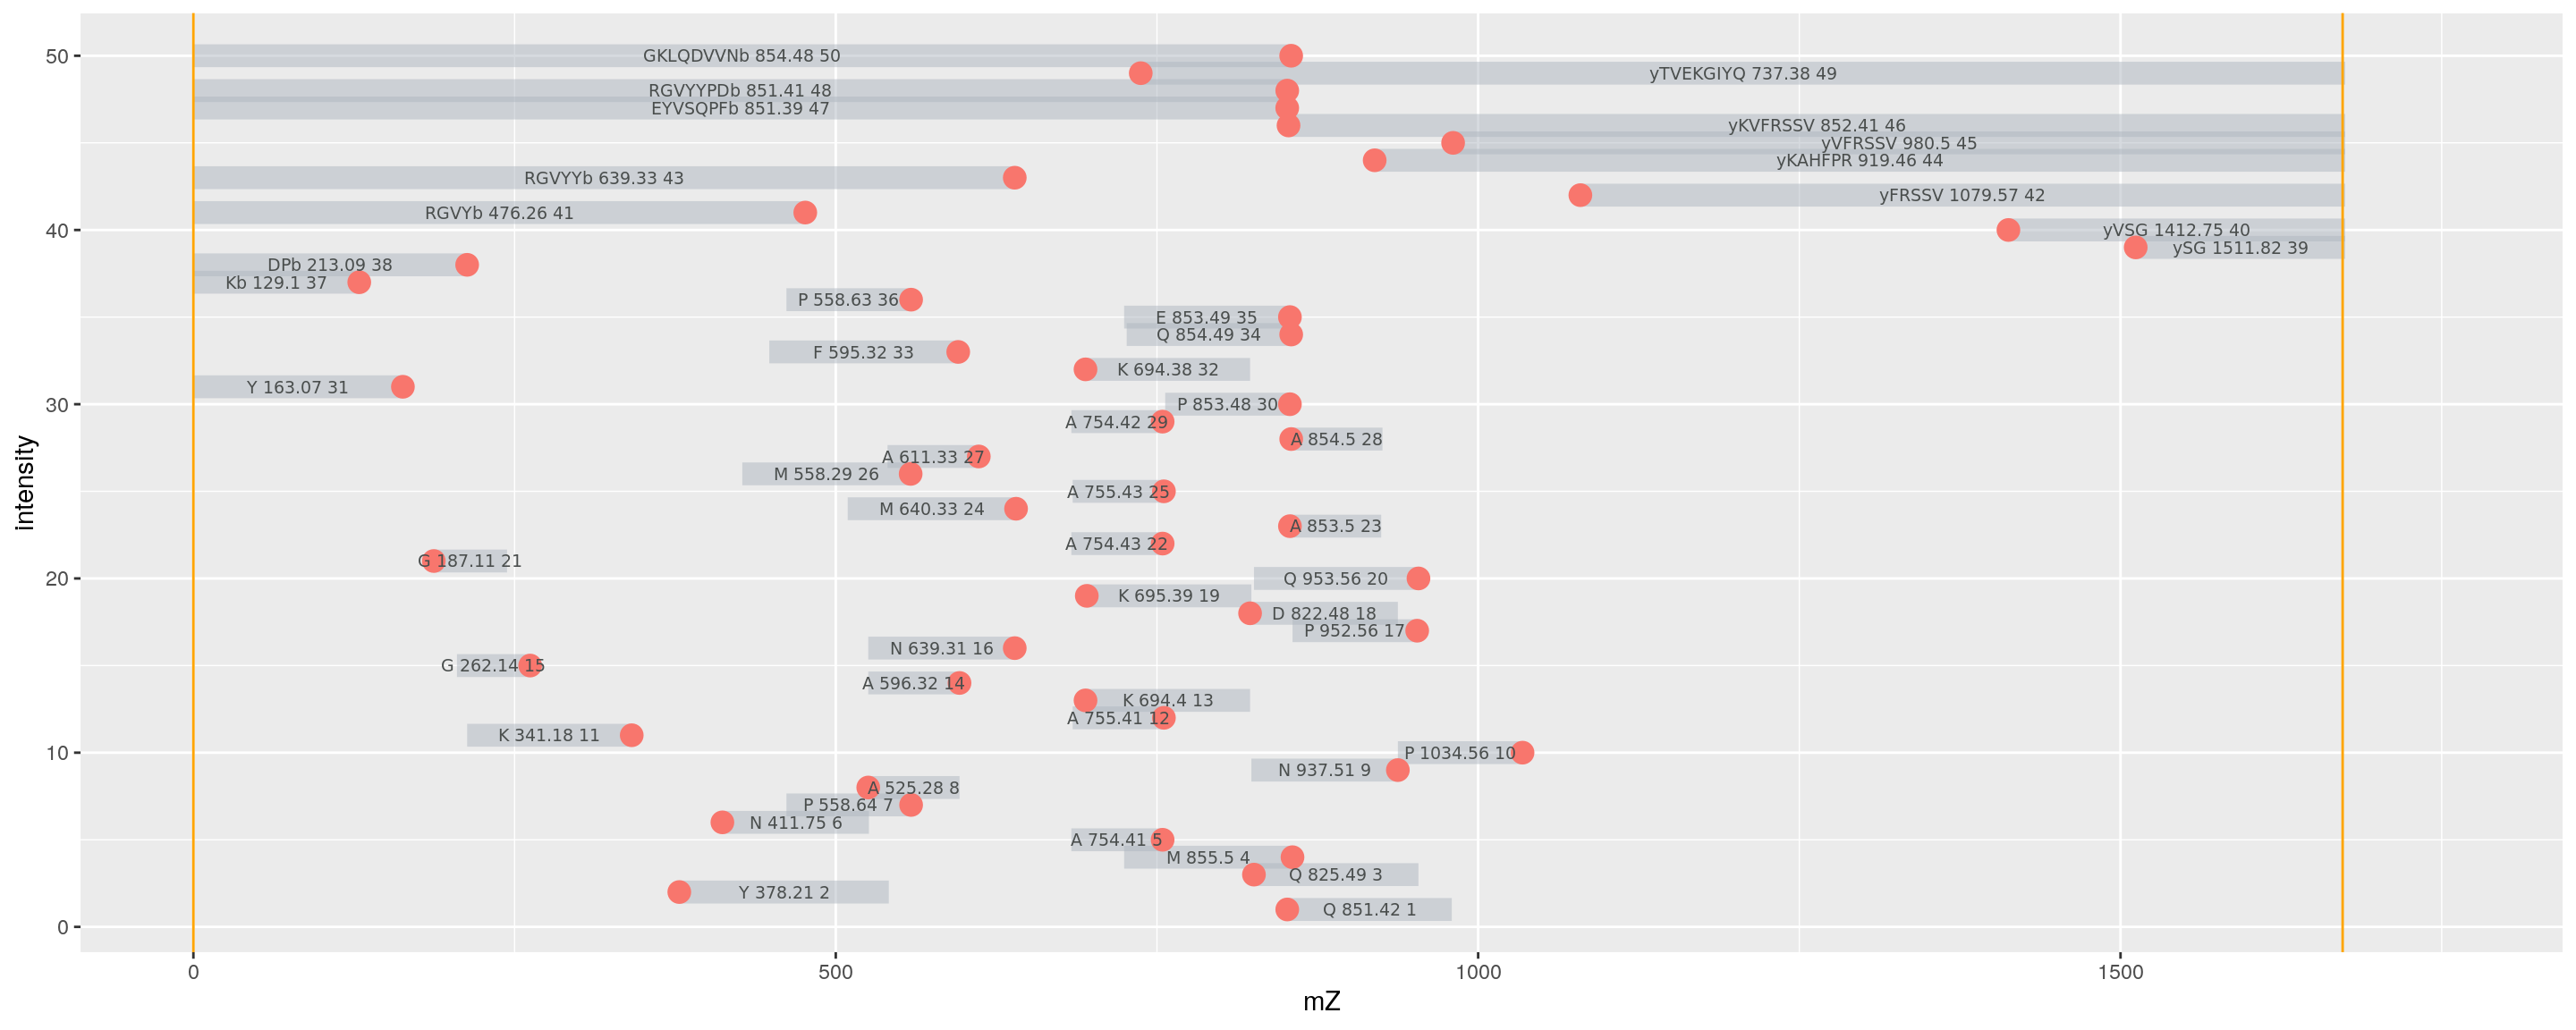 GKLQDVVNb 854.48 50
yTVEKGIYQ 737.38 49
RGVYYPDb 851.41 48
EYVSQPFb 851.39 47
yKVFRSSV 852.41 46
yVFRSSV 980.5 45
yKAHFPR 919.46 44
RGVYYb 639.33 43
yFRSSV 1079.57 42
RGVYb 476.26 41
yVSG 1412.75 40
ySG 1511.82 39
DPb 213.09 38
Kb 129.1 37
P 558.63 36
E 853.49 35
Q 854.49 34
F 595.32 33
K 694.38 32
Y 163.07 31
P 853.48 30
A 754.42 29
A 854.5 28
A 611.33 27
M 558.29 26
A 755.43 25
M 640.33 24
A 853.5 23
A 754.43 22
G 187.11 21
Q 953.56 20
K 695.39 19
D 822.48 18
P 952.56 17
N 639.31 16
G 262.14 15
A 596.32 14
K 694.4 13
A 755.41 12
K 341.18 11
P 1034.56 10
N 937.51 9
A 525.28 8
P 558.64 7
N 411.75 6
A 754.41 5
M 855.5 4
Q 825.49 3
Y 378.21 2
Q 851.42 1
50
40
30
20
10
0
intensity
0
500
1000
1500
mZ